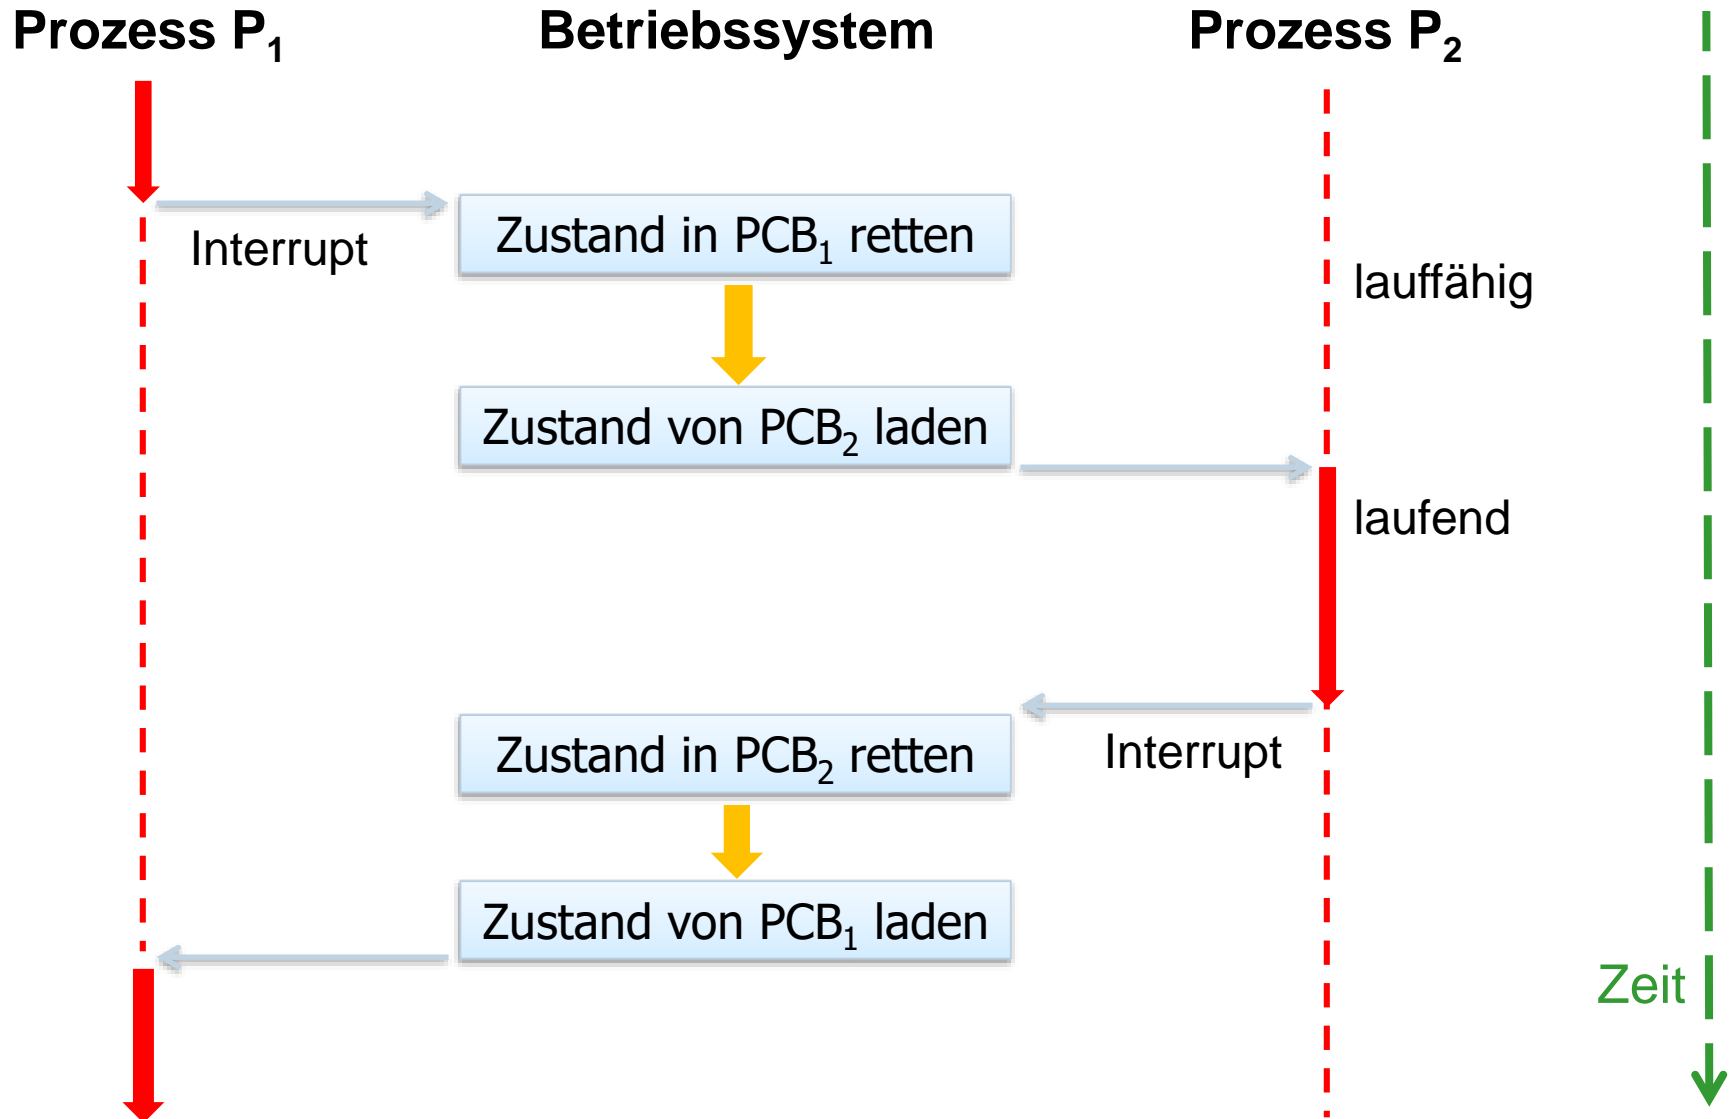 Prozess P₁
Betriebssystem
Prozess P₂
Zustand in PCB₁ retten
Interrupt
lauffähig
Zustand von PCB₂ laden
laufend
Zustand in PCB₂ retten
Interrupt
Zustand von PCB₁ laden
Zeit